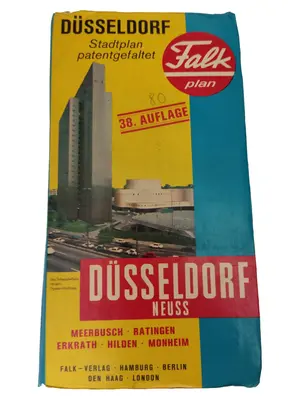 DÜSSELDORF
Stadtplan
patentgefaltet
Falk
plan
80
38. AUFLAGE
DÜSSELDORF
NEUSS
MEERBUSCH · RATINGEN
ERKRATH · HILDEN · MONHEIM
FALK – VERLAG · HAMBURG · BERLIN
DEN HAAG · LONDON